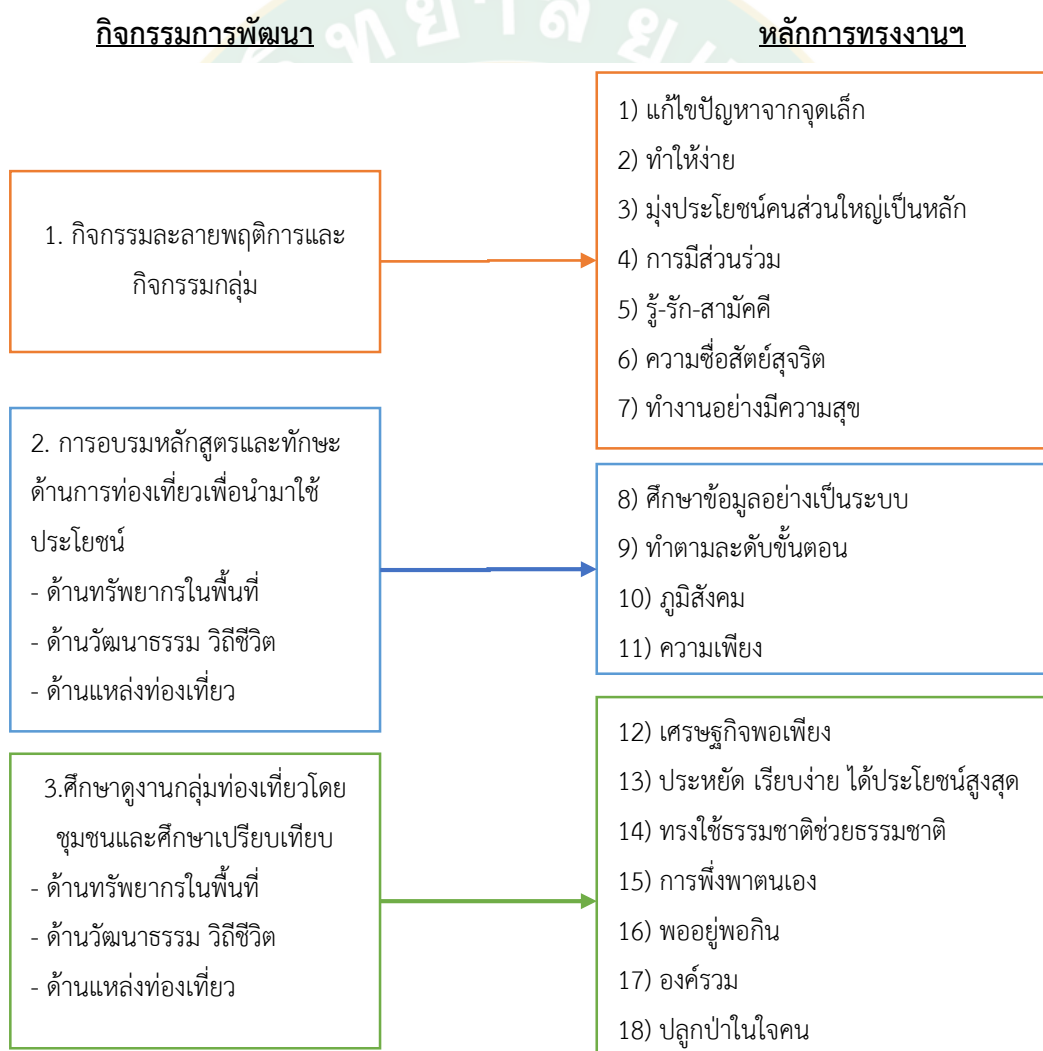 กิจกรรมการพัฒนา
หลักการทรงงานฯ
1. กิจกรรมละลายพฤติการและ
กิจกรรมกลุ่ม
1) แก้ไขปัญหาจากจุดเล็ก
2) ทำให้ง่าย
3) มุ่งประโยชน์คนส่วนใหญ่เป็นหลัก
4) การมีส่วนร่วม
5) รู้-รัก-สามัคคี
6) ความซื่อสัตย์สุจริต
7) ทำงานอย่างมีความสุข
2. การอบรมหลักสูตรและทักษะ
ด้านการท่องเที่ยวเพื่อนำมาใช้
ประโยชน์
- ด้านทรัพยากรในพื้นที่
- ด้านวัฒนาธรรม วิถีชีวิต
- ด้านแหล่งท่องเที่ยว
8) ศึกษาข้อมูลอย่างเป็นระบบ
9) ทำตามละดับขั้นตอน
10) ภูมิสังคม
11) ความเพียง
3.ศึกษาดูงานกลุ่มท่องเที่ยวโดย
ชุมชนและศึกษาเปรียบเทียบ
- ด้านทรัพยากรในพื้นที่
- ด้านวัฒนาธรรม วิถีชีวิต
- ด้านแหล่งท่องเที่ยว
12) เศรษฐกิจพอเพียง
13) ประหยัด เรียบง่าย ได้ประโยชน์สูงสุด
14) ทรงใช้ธรรมชาติช่วยธรรมชาติ
15) การพึ่งพาตนเอง
16) พออยู่พอกิน
17) องค์รวม
18) ปลูกป่าในใจคน